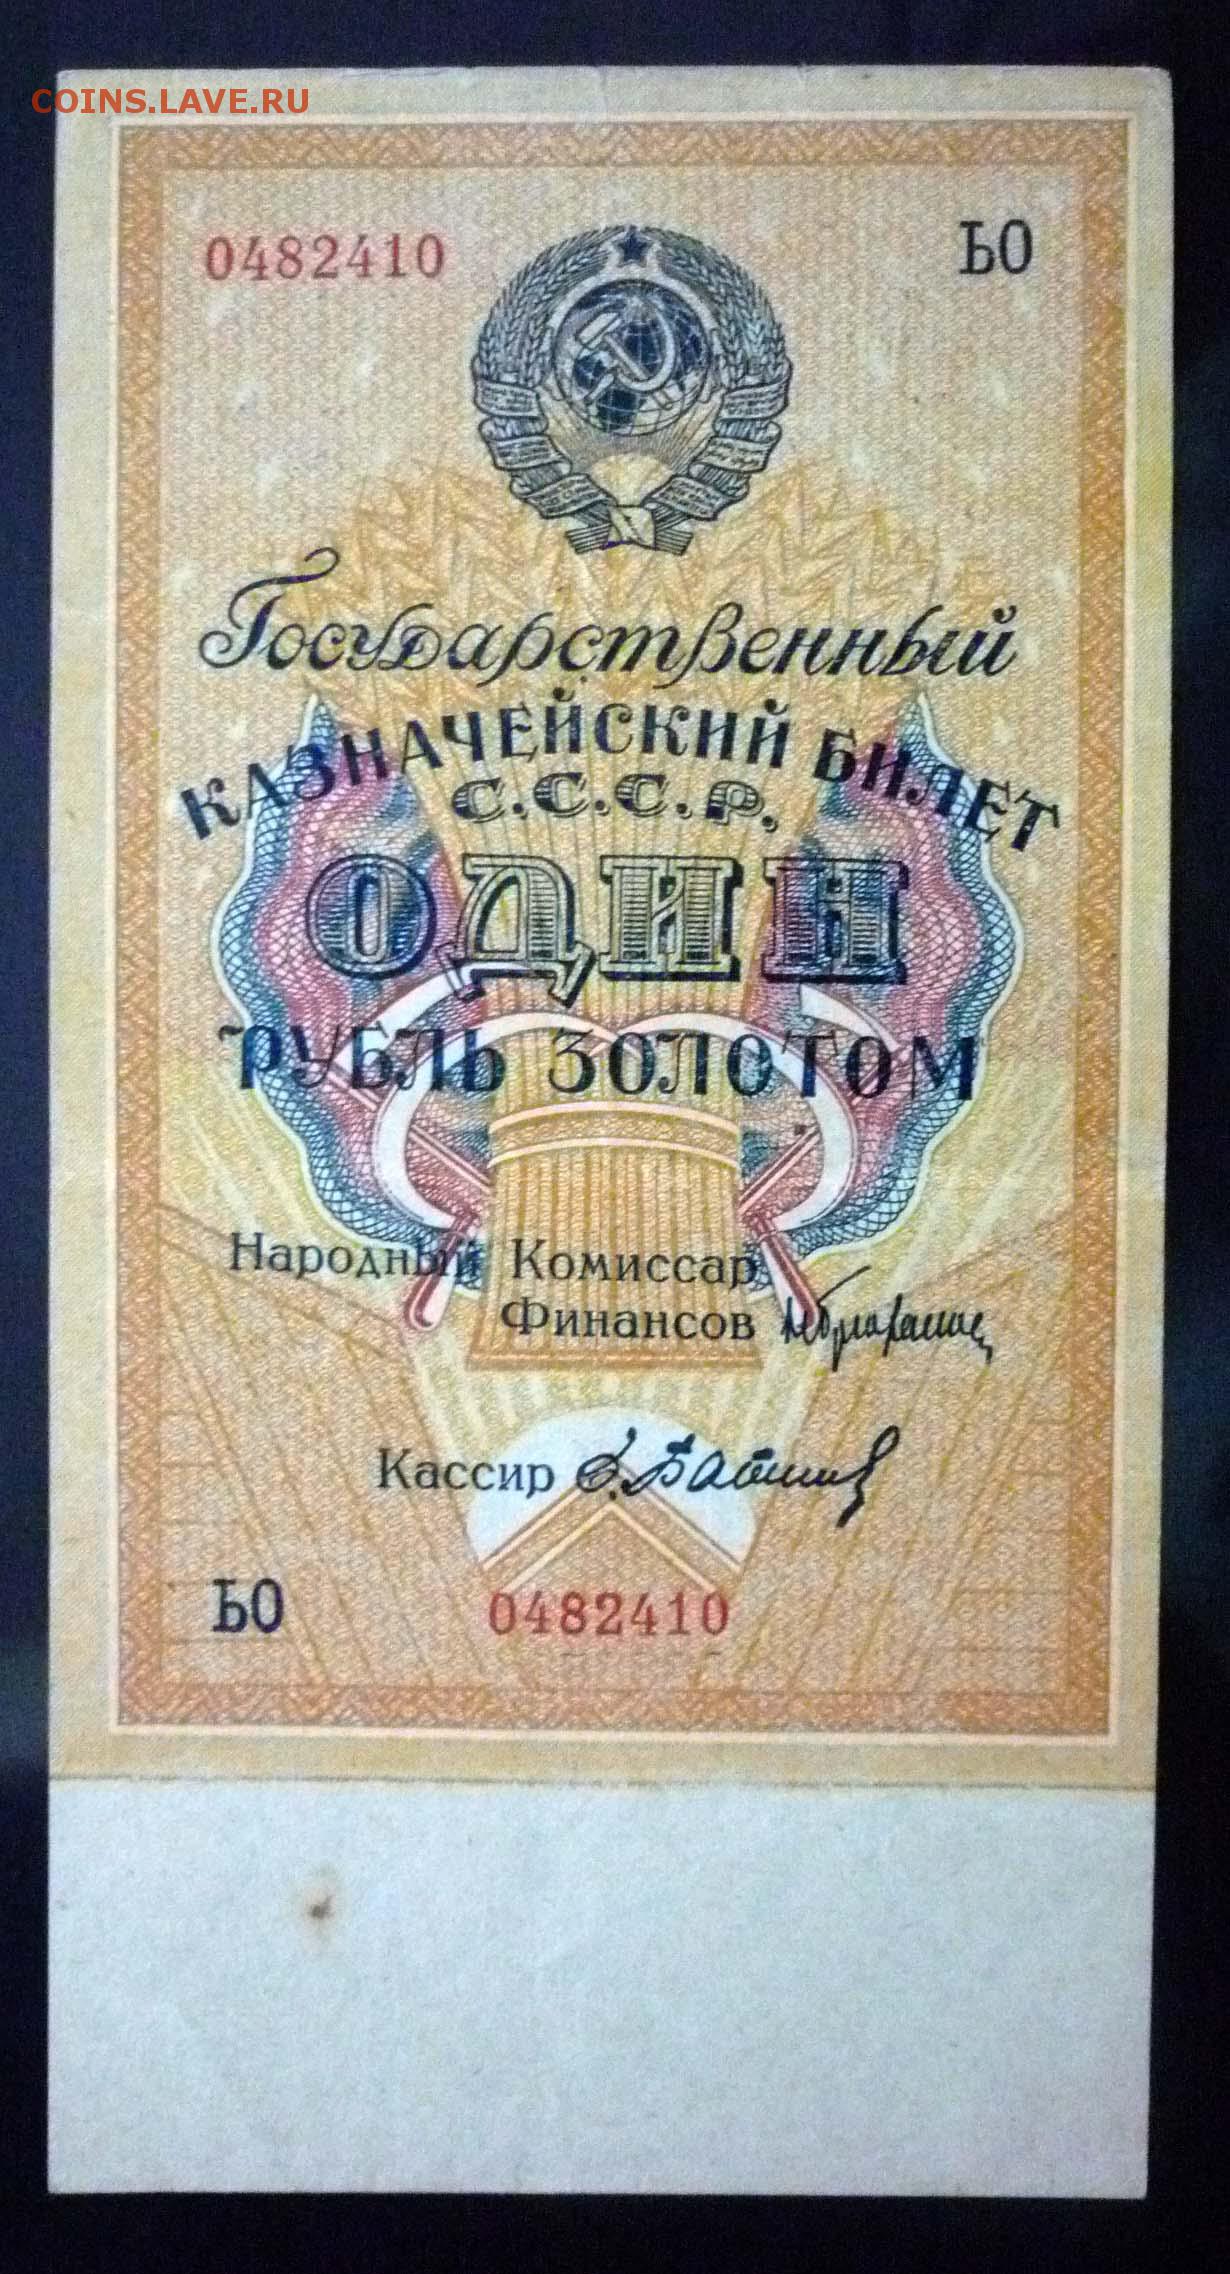 COINS.LAVE.RU
0482410 ЬО
Государственный
КАЗНАЧЕЙСКИЙ БИЛЕТ
С.С.С.Р.
ОДИН
РУБЛЬ ЗОЛОТОМ
Народный Комиссар
Финансов
Кассир
ЬО 0482410